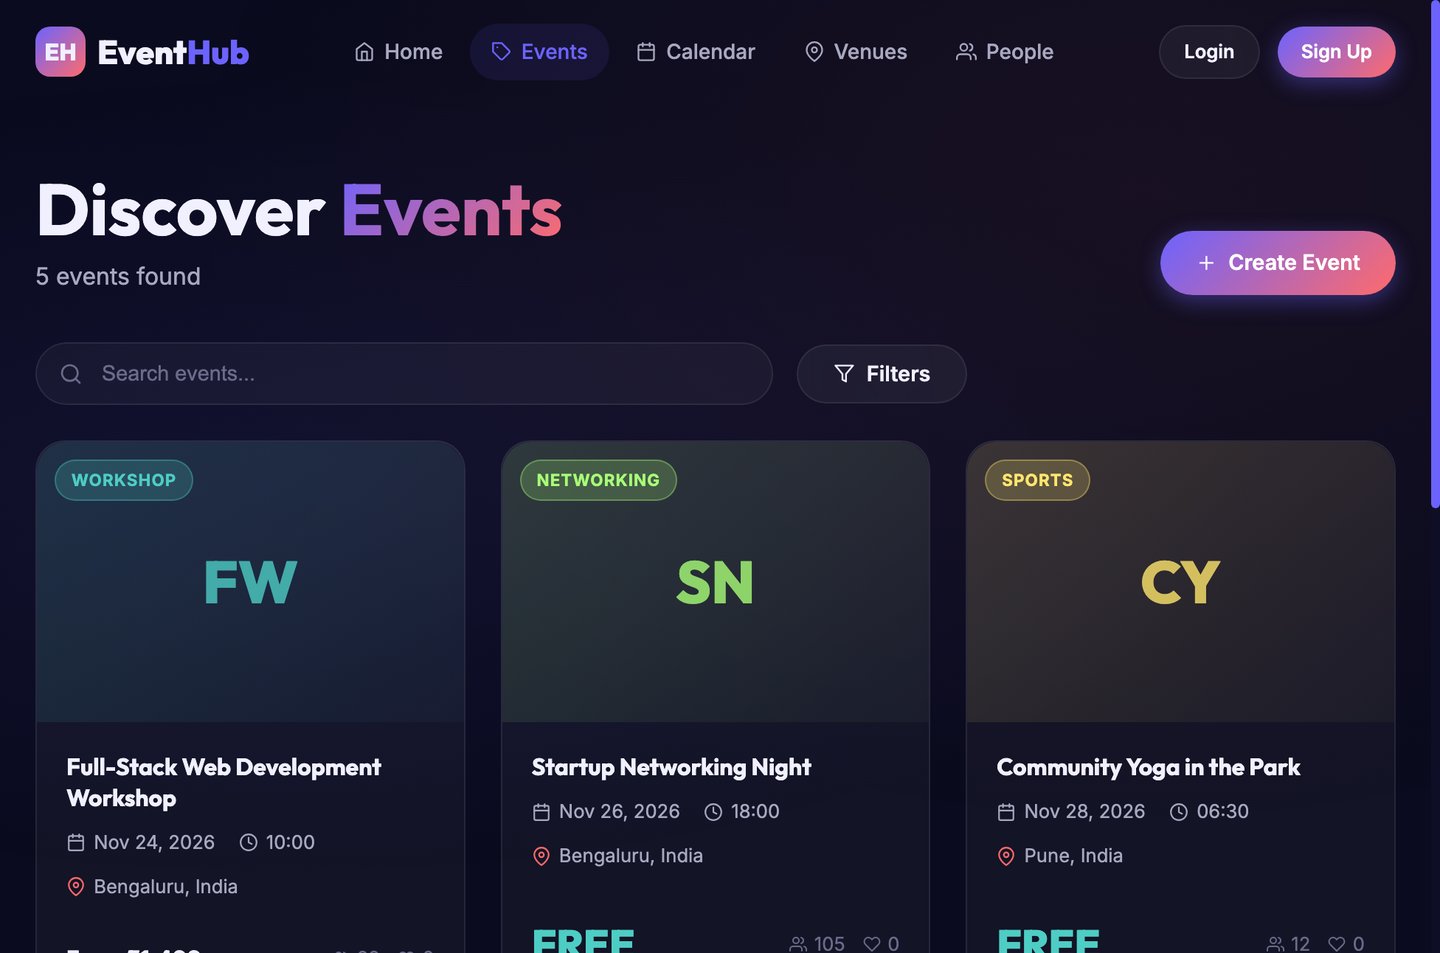 EH EventHub
Home
Events
Calendar
Venues
People
Login
Sign Up
Discover Events
5 events found
+ Create Event
Search events...
Filters
WORKSHOP
FW
Full-Stack Web Development
Workshop
Nov 24, 2026
10:00
Bengaluru, India
NETWORKING
SN
Startup Networking Night
Nov 26, 2026
18:00
Bengaluru, India
FREE
105
0
SPORTS
CY
Community Yoga in the Park
Nov 28, 2026
06:30
Pune, India
FREE
12
0